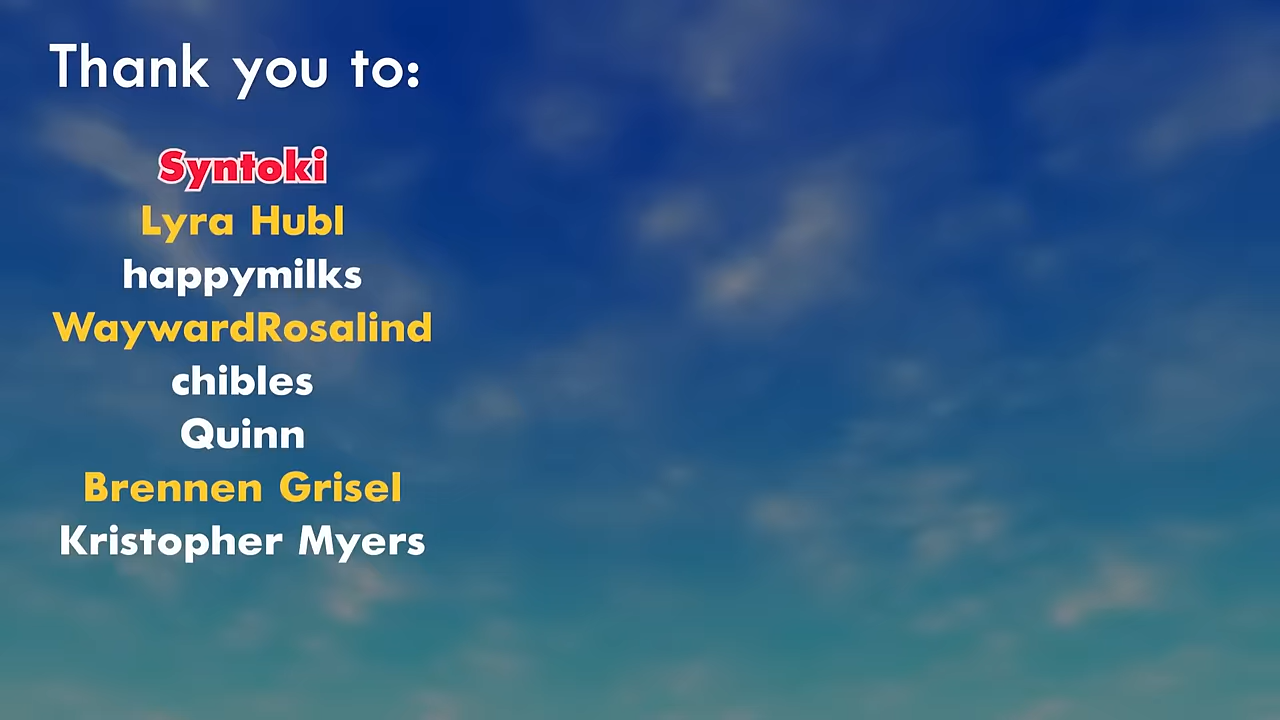 Thank you to:
Syntoki
Lyra Hubl
happymilks
WaywardRosalind
chibles
Quinn
Brennen Grisel
Kristopher Myers